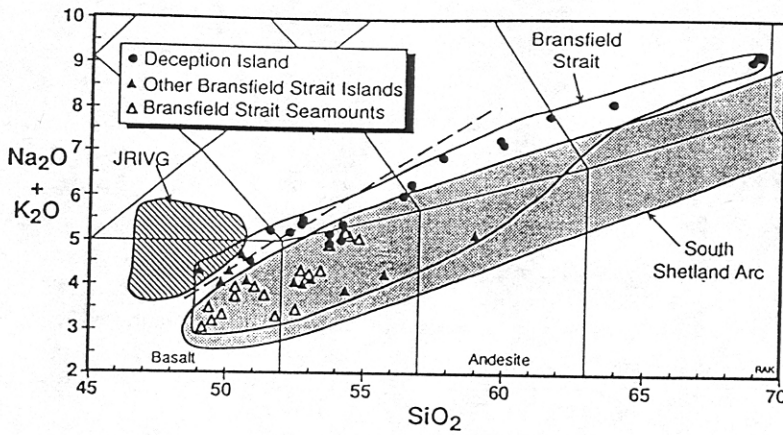 10
9
8
7
6
5
4
3
2
Na2O
+
K2O
Deception Island
Other Bransfield Strait Islands
Bransfield Strait Seamounts
JRIVG
Bransfield
Strait
South
Shetland Arc
Basalt
Andesite
RAK
45
50
55
60
65
70
SiO2